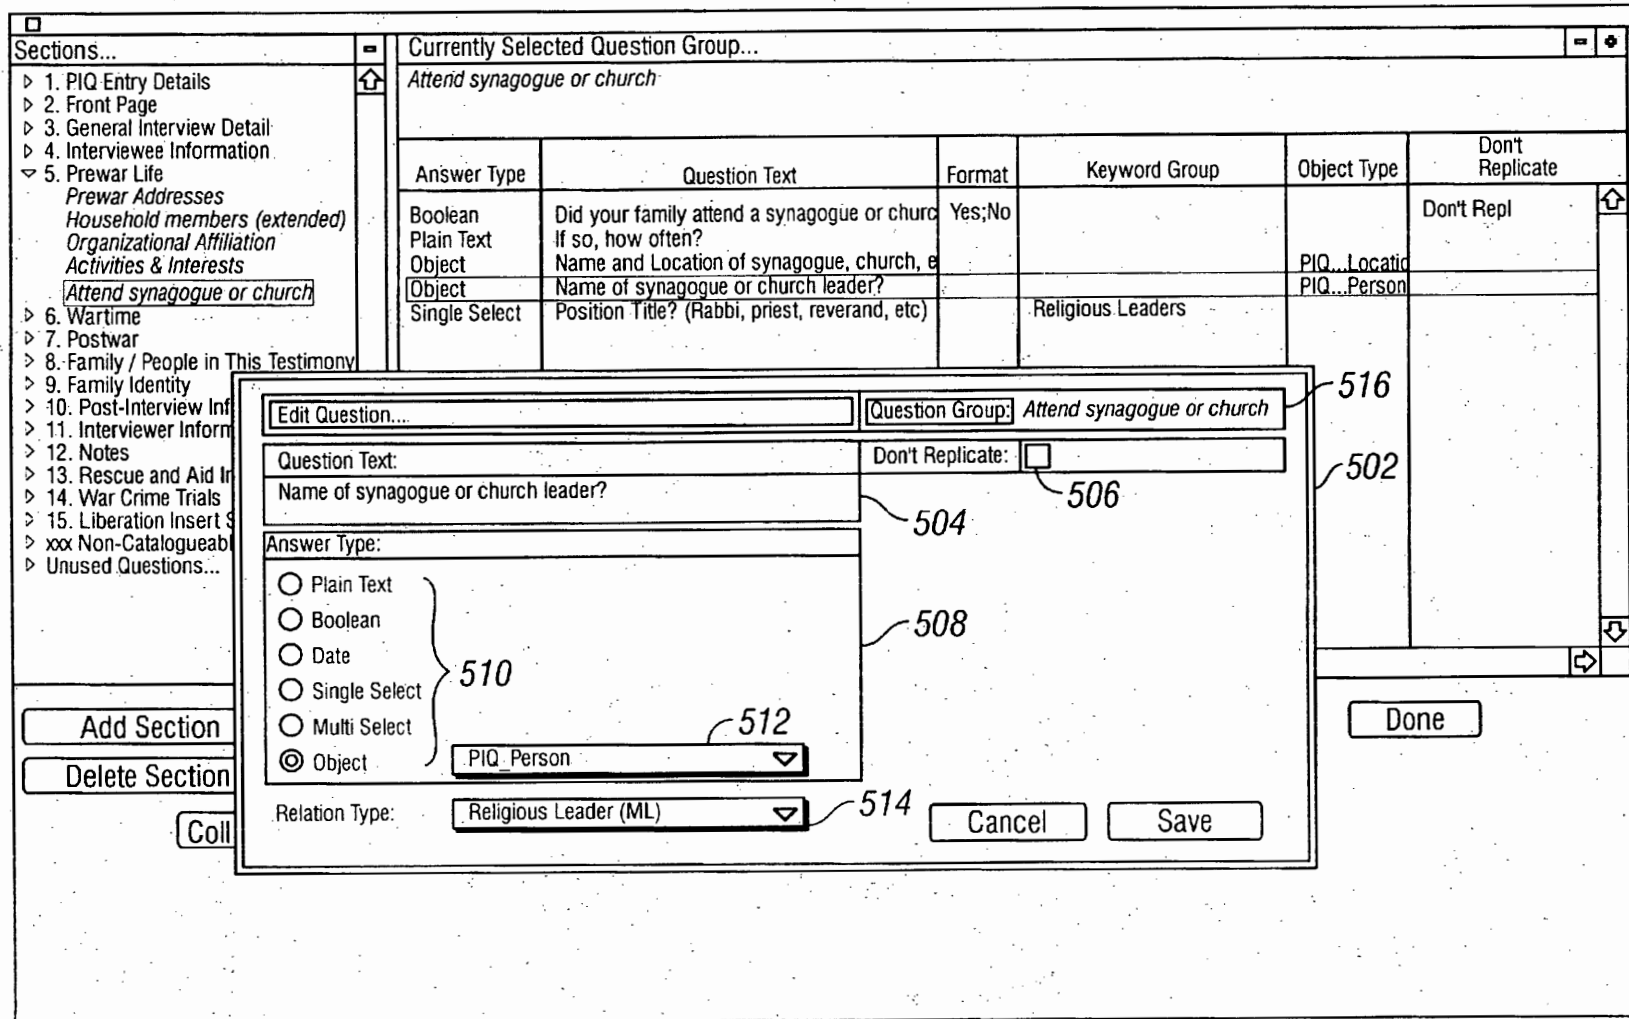 Sections...
1. PIQ Entry Details
2. Front Page
3. General Interview Detail
4. Interviewee Information
5. Prewar Life
Prewar Addresses
Household members (extended)
Organizational Affiliation
Activities & Interests
Attend synagogue or church
6. Wartime
7. Postwar
8. Family / People in This Testimony
9. Family Identity
10. Post-Interview Inf
11. Interviewer Inform
12. Notes
13. Rescue and Aid In
14. War Crime Trials
15. Liberation Insert S
xxx Non-Catalogueabl
Unused Questions...
Add Section
Delete Section
Coll
Currently Selected Question Group...
Attend synagogue or church
Answer Type Question Text Format Keyword Group Object Type Don't Replicate
Boolean Did your family attend a synagogue or churc Yes;No Don't Repl
Plain Text If so, how often?
Object Name and Location of synagogue, church, e PIQ...Locatic
Object Name of synagogue or church leader? PIQ...Person
Single Select Position Title? (Rabbi, priest, reverand, etc) Religious Leaders
Edit Question... Question Group: Attend synagogue or church 516
Question Text: Don't Replicate: 502
Name of synagogue or church leader? 506
504
Answer Type:
Plain Text
Boolean 508
Date
510
Single Select
Multi Select 512
Object PIQ_Person
Relation Type: Religious Leader (ML) 514
Cancel Save
Done